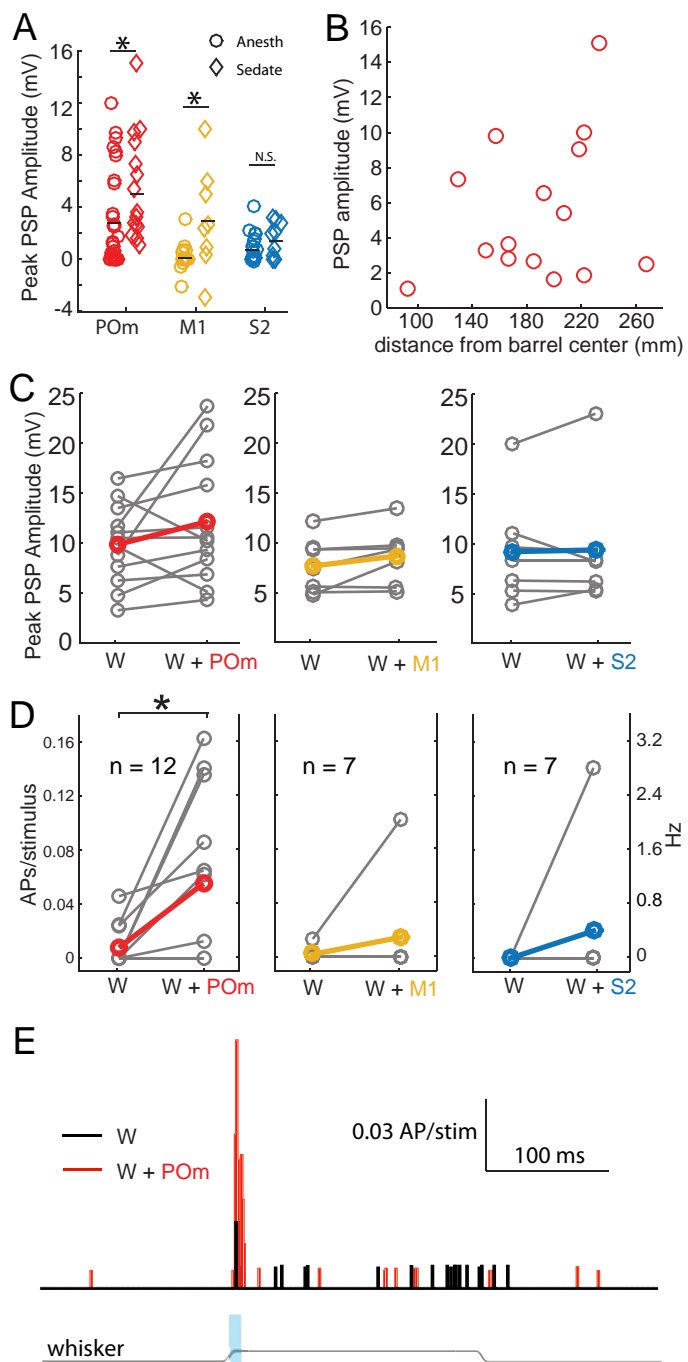 A
Peak PSP Amplitude (mV)
16
12
8
4
0
-4
*
*
N.S.
Anesth
Sedate
POm
M1
S2
B
PSP amplitude (mV)
16
14
12
10
8
6
4
2
0
100
140
180
220
260
distance from barrel center (mm)
C
Peak PSP Amplitude (mV)
25
20
15
10
5
0
W
W + POm
25
20
15
10
5
W
W + M1
25
20
15
10
5
W
W + S2
D
APs/stimulus
0.16
0.12
0.08
0.04
0
*
n = 12
W
W + POm
n = 7
W
W + M1
n = 7
W
W + S2
3.2
2.4
1.6
0.8
0
Hz
E
W
W + POm
0.03 AP/stim
100 ms
whisker